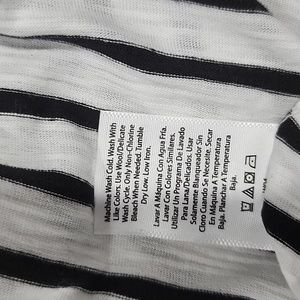 Machine Wash Cold. Wash With
Like Colors. Use Wool/Delicate
Wash Cycle. Only Non-Chlorine
Bleach When Needed. Tumble
Dry Low. Low Iron.
Lavar A Máquina Con Agua Fría.
Lavar Con Colores Similares.
Utilizar Un Programa De Lavado
Para Lana/Delicados. Usar
Solamente Blanqueador Sin
Cloro Cuando Se Necesite. Secar
En Máquina A Temperatura
Baja. Planchar A Temperatura
Baja.